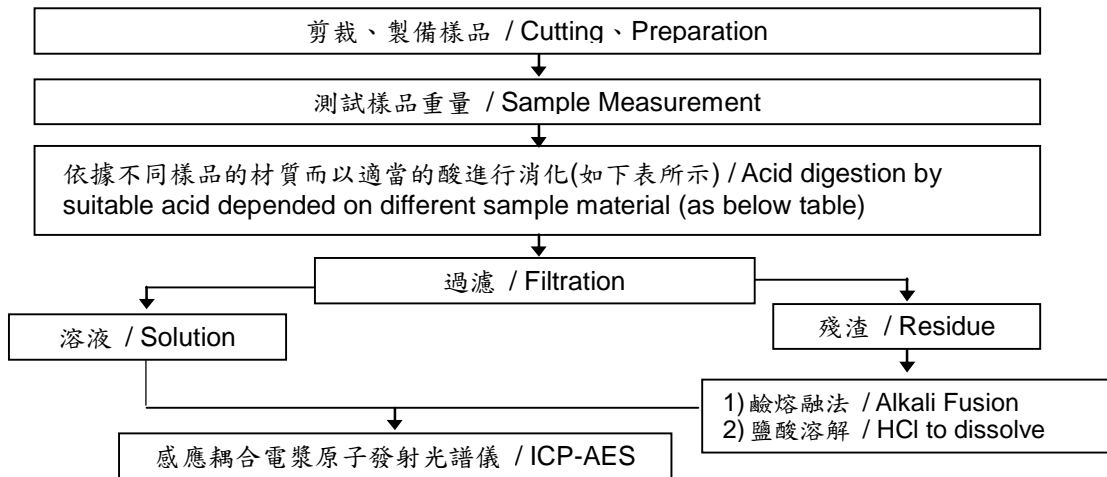 剪裁、製備樣品 / Cutting、Preparation
測試樣品重量 / Sample Measurement
依據不同樣品的材質而以適當的酸進行消化(如下表所示) / Acid digestion by
suitable acid depended on different sample material (as below table)
過濾 / Filtration
溶液 / Solution
殘渣 / Residue
1) 鹼熔融法 / Alkali Fusion
2) 鹽酸溶解 / HCl to dissolve
感應耦合電漿原子發射光譜儀 / ICP-AES